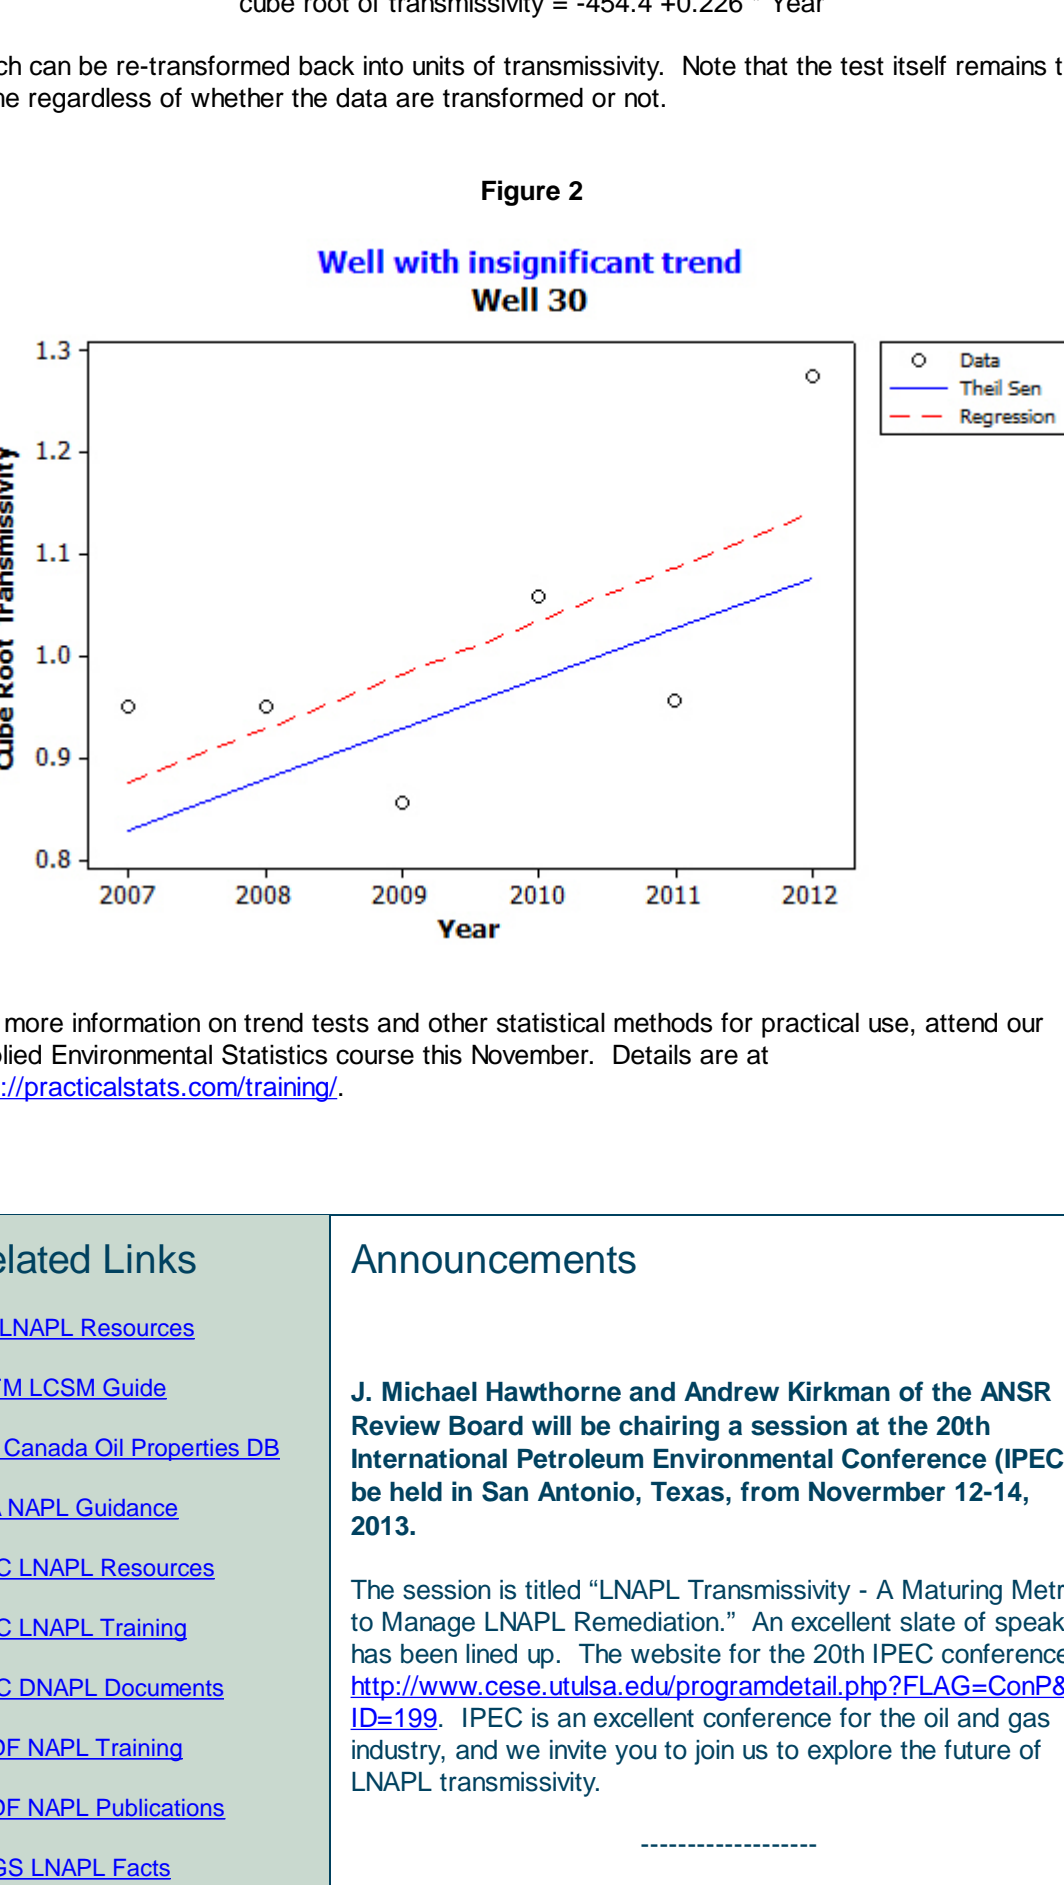 cube root of transmissivity = -454.4 +0.226 * Year
ch can be re-transformed back into units of transmissivity. Note that the test itself remains t
ne regardless of whether the data are transformed or not.
Figure 2
Well with insignificant trend
Well 30
1.3
1.2
1.1
1.0
0.9
0.8
Cube Root Transmissivity
2007 2008 2009 2010 2011 2012
Year
Data
Theil Sen
Regression
more information on trend tests and other statistical methods for practical use, attend our
plied Environmental Statistics course this November. Details are at
://practicalstats.com/training/.
elated Links
LNAPL Resources
TM LCSM Guide
Canada Oil Properties DB
A NAPL Guidance
C LNAPL Resources
C LNAPL Training
C DNAPL Documents
DF NAPL Training
DF NAPL Publications
GS LNAPL Facts
Announcements
J. Michael Hawthorne and Andrew Kirkman of the ANSR
Review Board will be chairing a session at the 20th
International Petroleum Environmental Conference (IPEC
be held in San Antonio, Texas, from Novermber 12-14,
2013.
The session is titled “LNAPL Transmissivity - A Maturing Metr
to Manage LNAPL Remediation.” An excellent slate of speak
has been lined up. The website for the 20th IPEC conference
http://www.cese.utulsa.edu/programdetail.php?FLAG=ConP&
ID=199. IPEC is an excellent conference for the oil and gas
industry, and we invite you to join us to explore the future of
LNAPL transmissivity.
-------------------